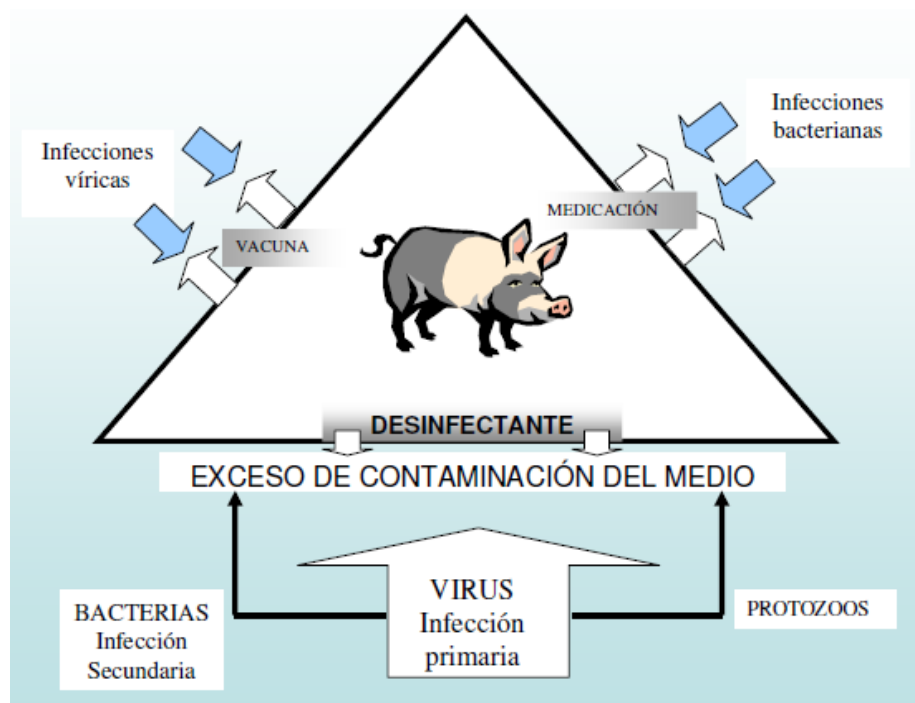 Infecciones
víricas
Infecciones
bacterianas
VACUNA
MEDICACIÓN
DESINFECTANTE
EXCESO DE CONTAMINACIÓN DEL MEDIO
BACTERIAS
Infección
Secundaria
VIRUS
Infección
primaria
PROTOZOOS